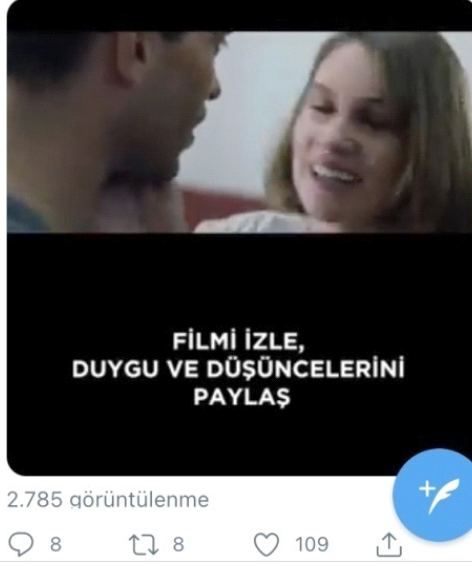 FİLMİ İZLE,
DUYGU VE DÜŞÜNCELERİNİ
PAYLAŞ
2.785 görüntülenme
8 8 109